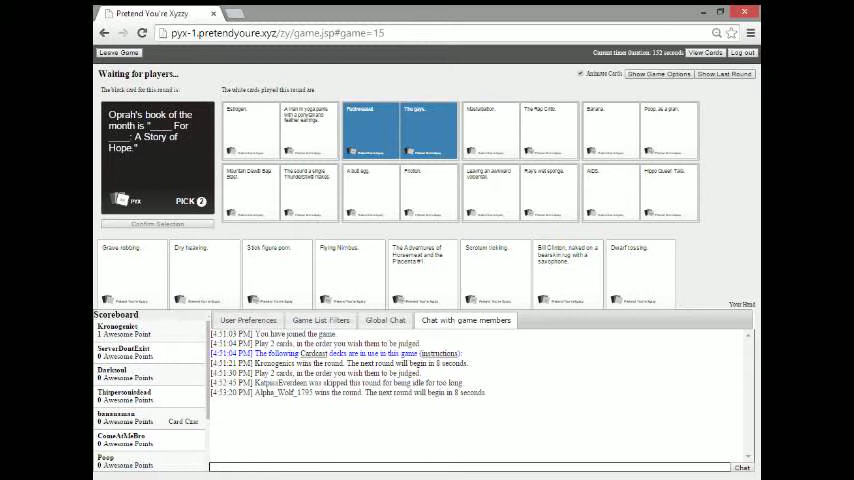 Pretend You're Xyzzy
pyx-1.pretendyoure.xyz/zy/game.jsp#game=15
Leave Game
Current timer duration: 152 seconds
View Cards
Log out
Waiting for players...
Animate Cards
Show Game Options
Show Last Round
The black card for this round is:
The white cards played this round are:
Oprah's book of the
month is "____ For
____: A Story of
Hope."
PYX
PICK 2
Confirm Selection
Estrogen.
A man in yoga pants
with a ponytail and
feather earrings.
The gays.
Masturbation.
The Rap Critic.
Banana.
Poop, as a plan.
The sound a single
Thunderstick makes.
A butt egg.
Friction.
Leaving an awkward
voicemail.
Ray's wet sponge.
AIDS.
Hippo Queer Tails.
Grave robbing.
Dry heaving.
Stick figure porn.
Flying Nimbus.
The Adventures of
Horsemeat and the
Placenta #1.
Scrotum tickling.
Bill Clinton, naked on a
bearskin rug with a
saxophone.
Dwarf tossing.
Your Hand
Scoreboard
Kronogenics
1 Awesome Point
ServerDontExist
0 Awesome Points
Darksoul
0 Awesome Points
Thirpersonisdead
0 Awesome Points
bananaman
0 Awesome Points
Card Czar
ComeAtMeBro
0 Awesome Points
Poop
0 Awesome Points
User Preferences
Game List Filters
Global Chat
Chat with game members
[4:51:03 PM] You have joined the game.
[4:51:04 PM] Play 2 cards, in the order you wish them to be judged.
[4:51:04 PM] The following Cardcast decks are in use in this game (instructions):
[4:51:21 PM] Kronogenics wins the round. The next round will begin in 8 seconds.
[4:51:30 PM] Play 2 cards, in the order you wish them to be judged.
[4:52:45 PM] KatpissEverdeen was skipped this round for being idle for too long.
[4:53:20 PM] Alpha_Wolf_1795 wins the round. The next round will begin in 8 seconds.
Chat